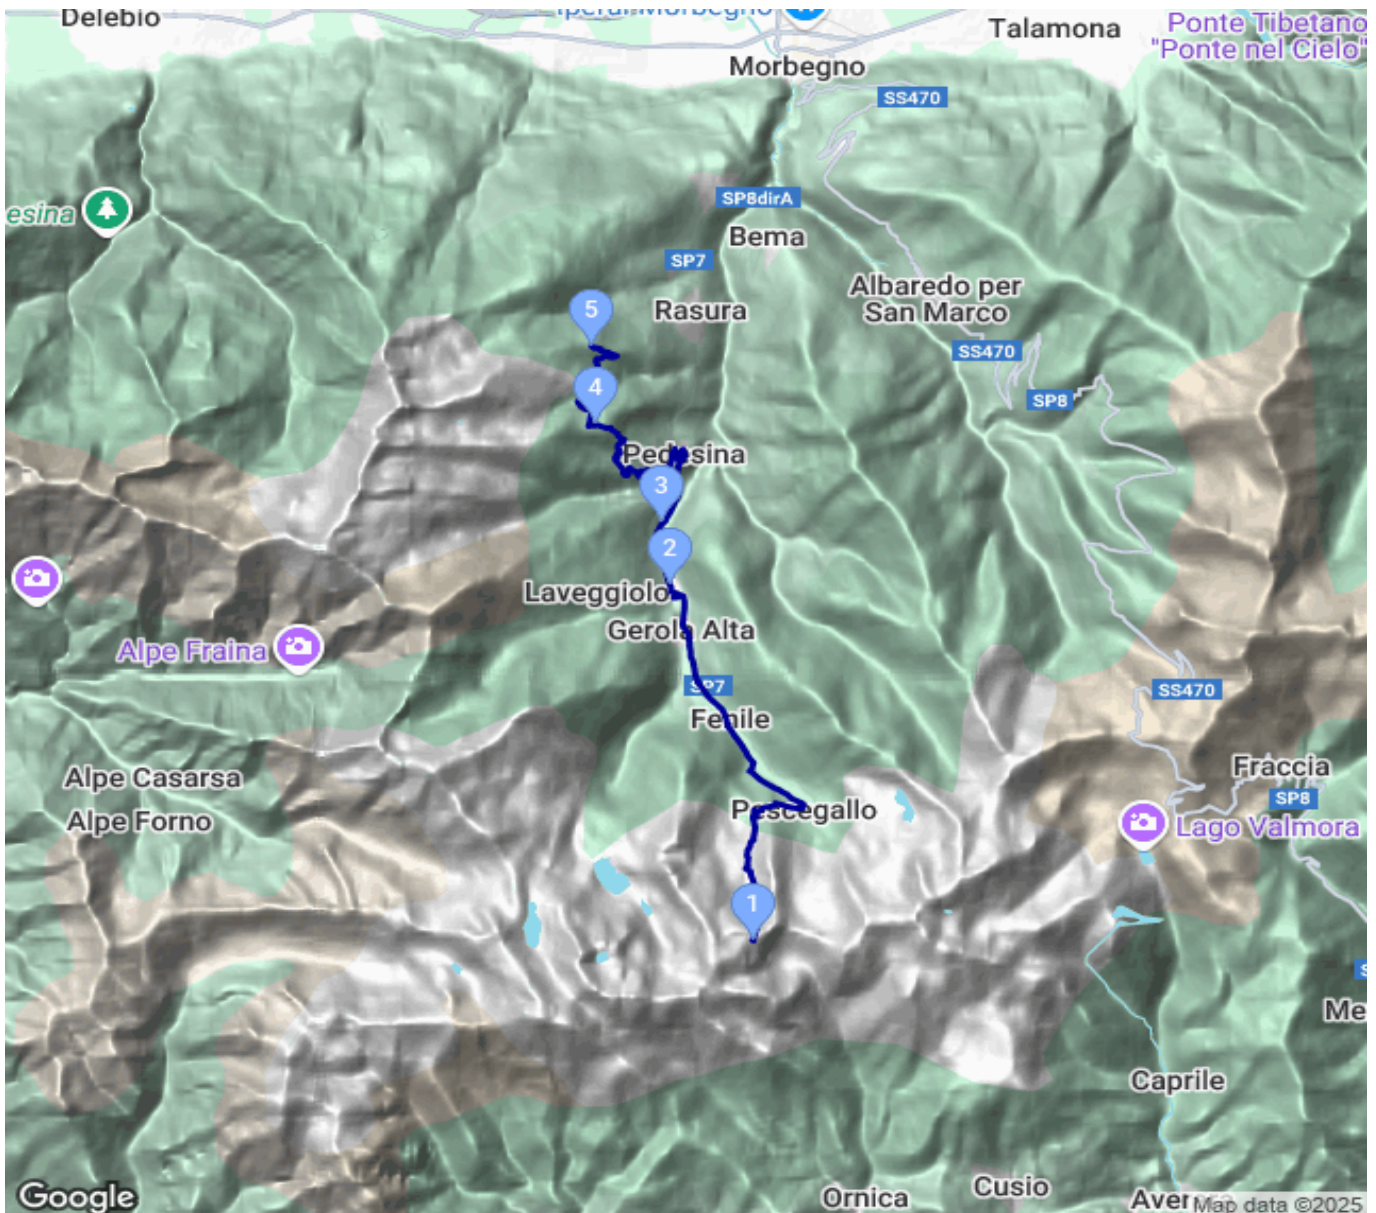 Delebio
Iperal Morbegno
Talamona
Ponte Tibetano
"Ponte nel Cielo"
Morbegno
SS470
SP8dirA
esina
Bema
SP7
Albaredo per
San Marco
5
Rasura
SS470
4
SP8
Pedesina
3
2
Laveggiolo
Gerola Alta
Alpe Fraina
SP7
SS470
Fenile
Alpe Casarsa
Fraccia
SP8
Alpe Forno
Pescegallo
Lago Valmora
1
S
Me
Caprile
Ornica
Cusio
Google
Map data ©2025